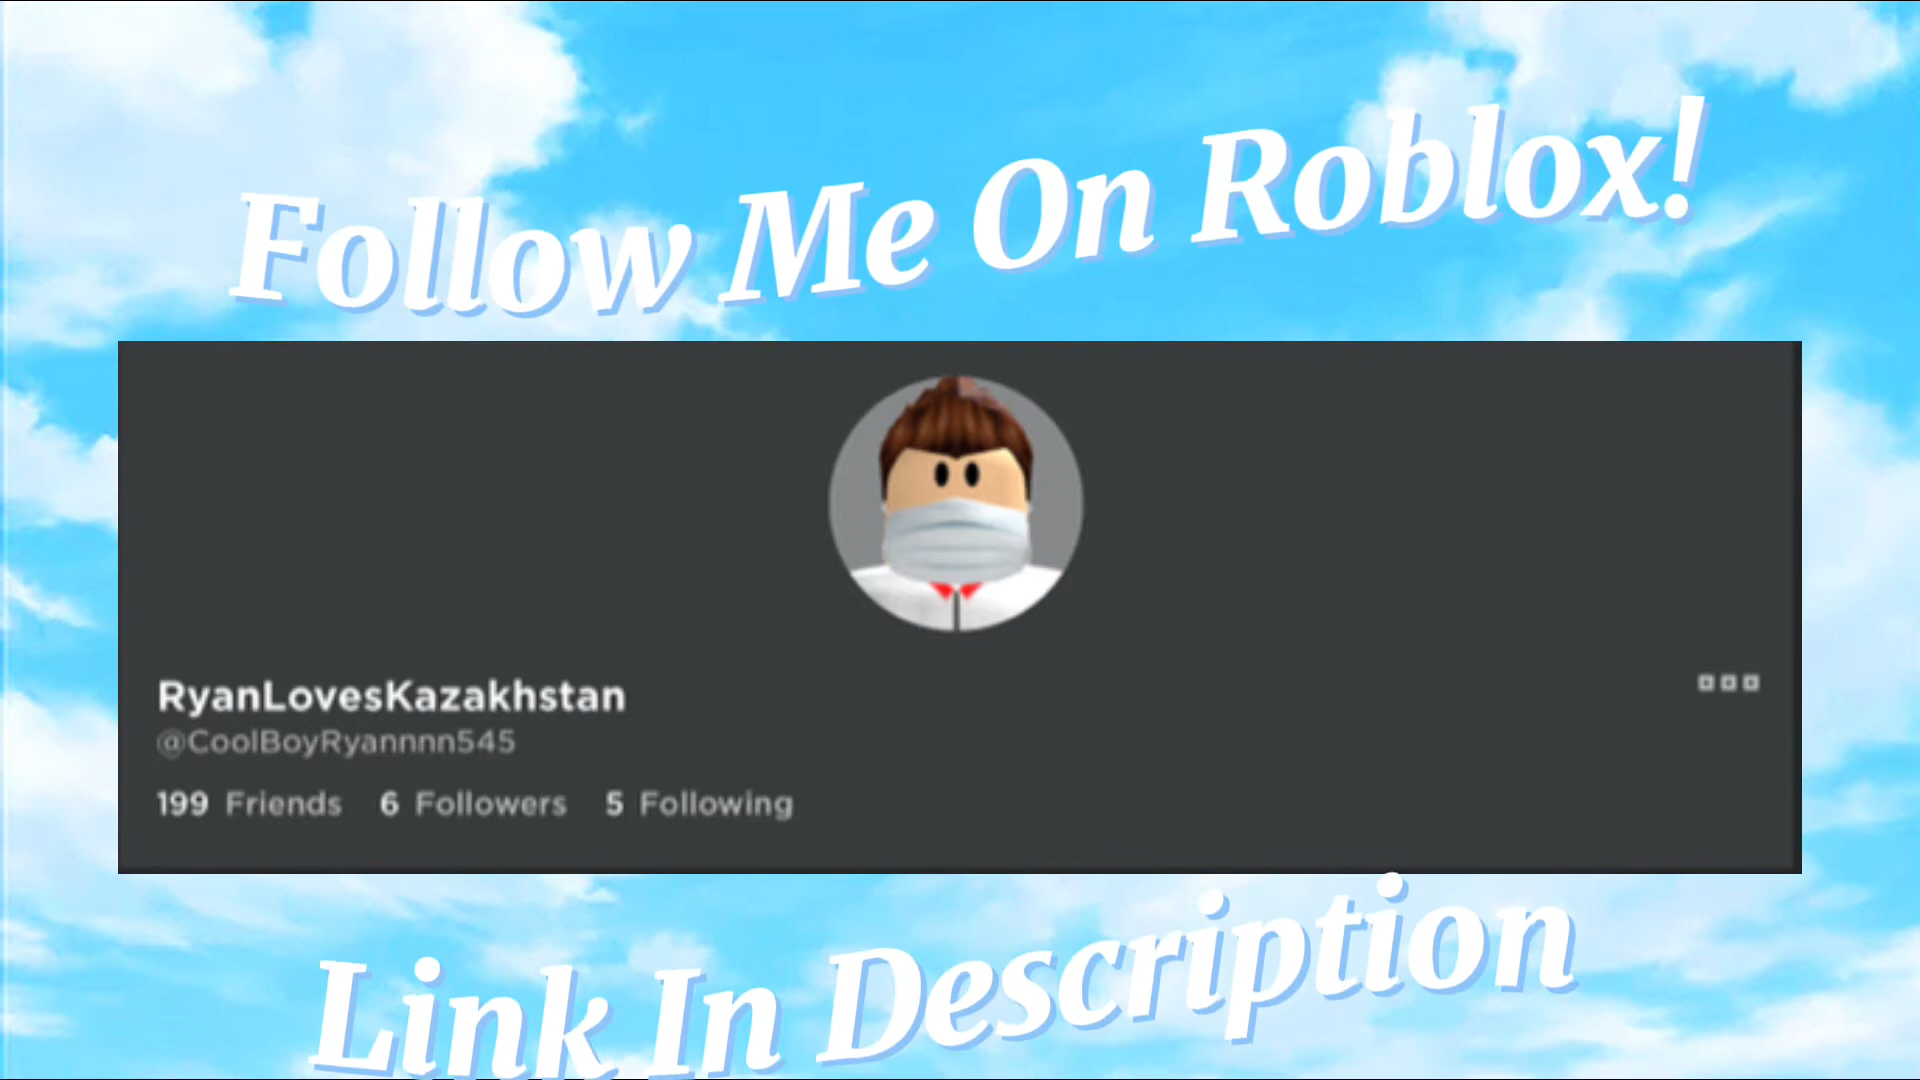 Follow Me On Roblox!
RyanLovesKazakhstan
@CoolBoyRyannnn545
199 Friends 6 Followers 5 Following
Link In Description